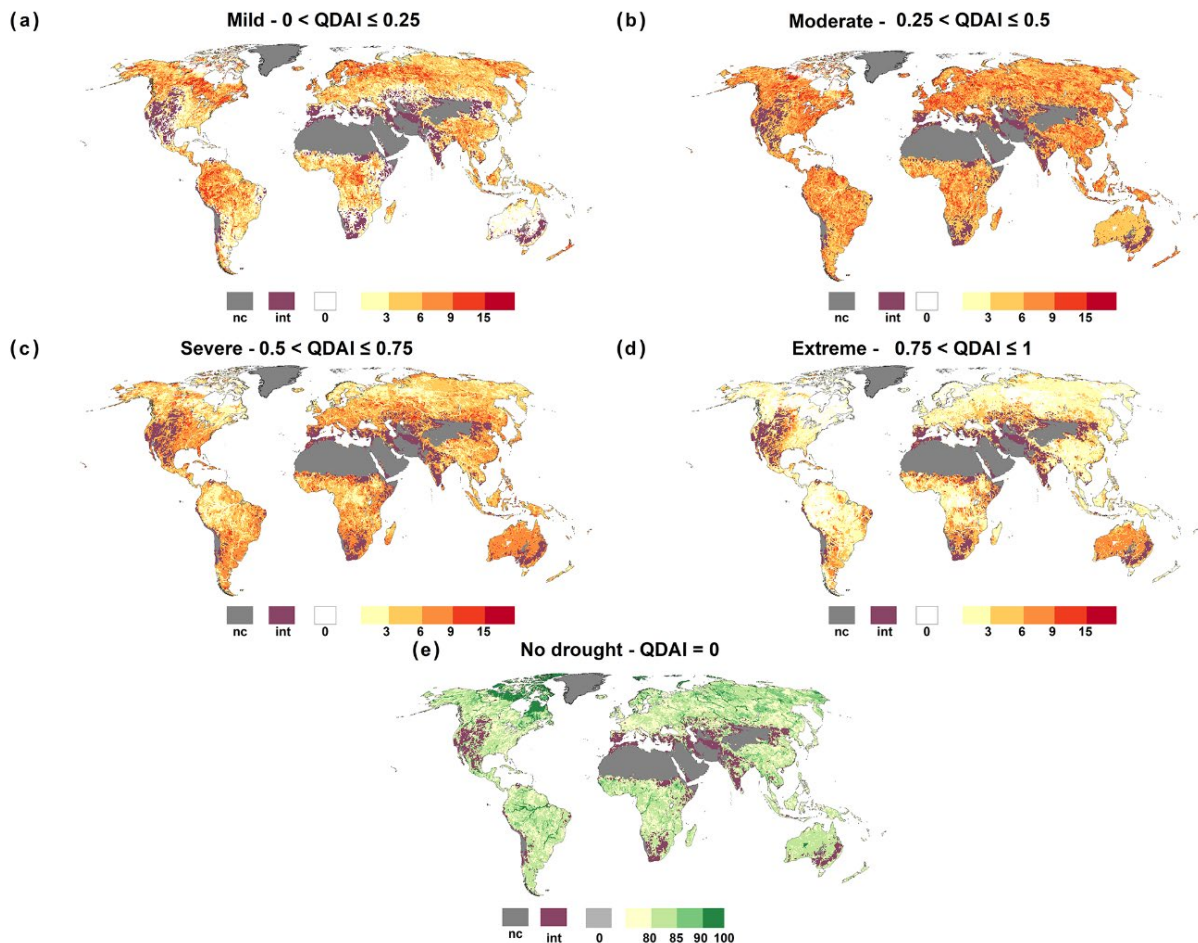 (a) Mild - 0 < QDAI ≤ 0.25
nc int 0 3 6 9 15
(b) Moderate - 0.25 < QDAI ≤ 0.5
nc int 0 3 6 9 15
(c) Severe - 0.5 < QDAI ≤ 0.75
nc int 0 3 6 9 15
(d) Extreme - 0.75 < QDAI ≤ 1
nc int 0 3 6 9 15
(e) No drought - QDAI = 0
nc int 0 80 85 90 100